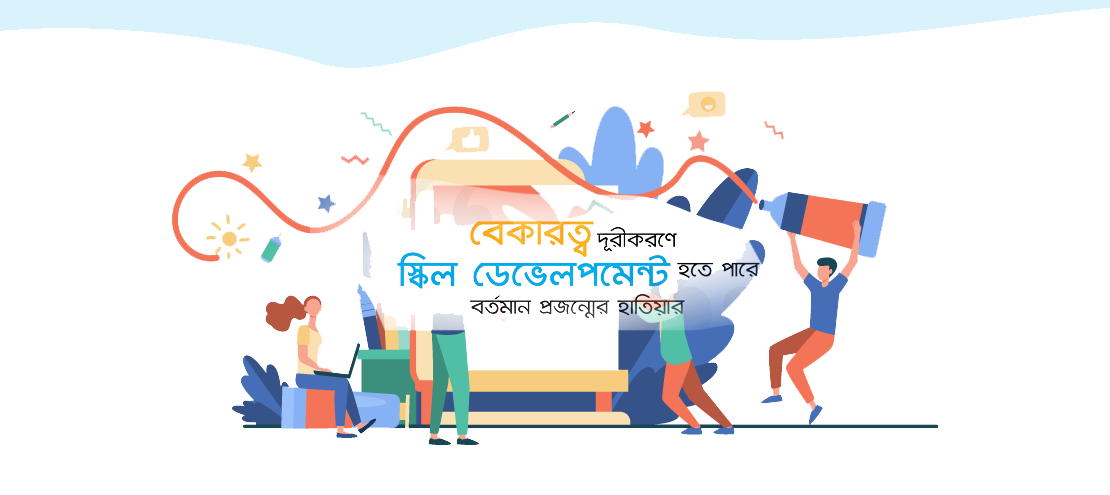 বেকারত্ব দূরীকরণে
স্কিল ডেভেলপমেন্ট হতে পারে
বর্তমান প্রজন্মের হাতিয়ার